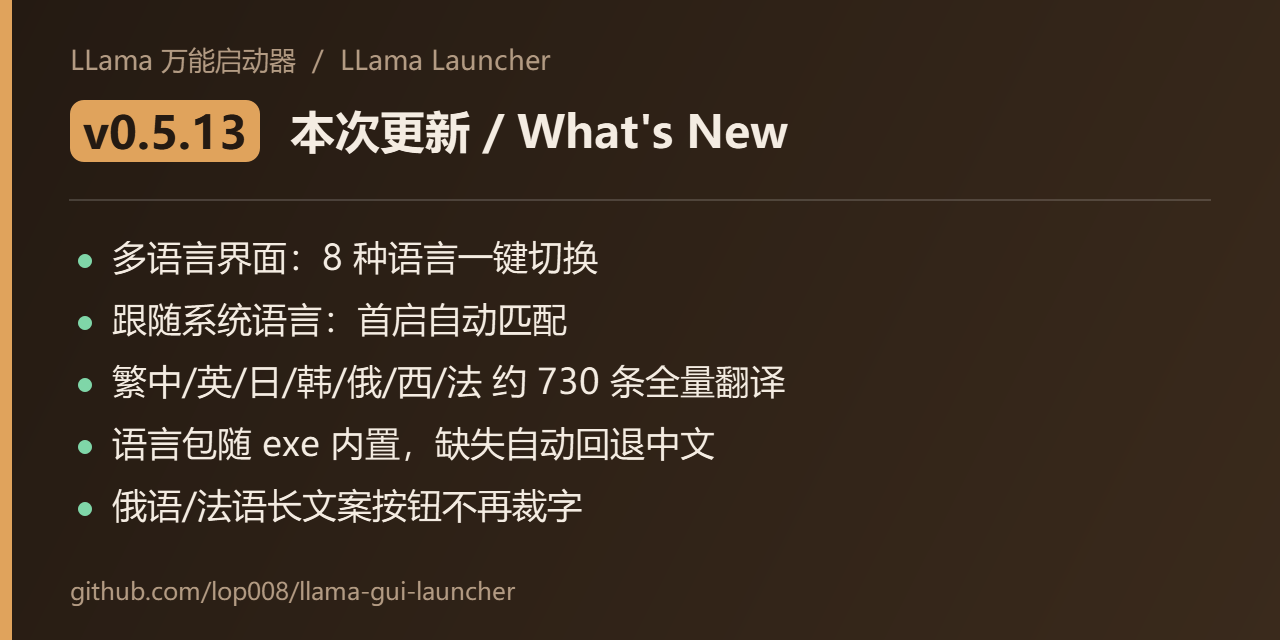 LLama 万能启动器 / LLama Launcher
v0.5.13 本次更新 / What's New
多语言界面：8 种语言一键切换
跟随系统语言：首启自动匹配
繁中/英/日/韩/俄/西/法 约 730 条全量翻译
语言包随 exe 内置，缺失自动回退中文
俄语/法语长文案按钮不再裁字
github.com/lop008/llama-gui-launcher